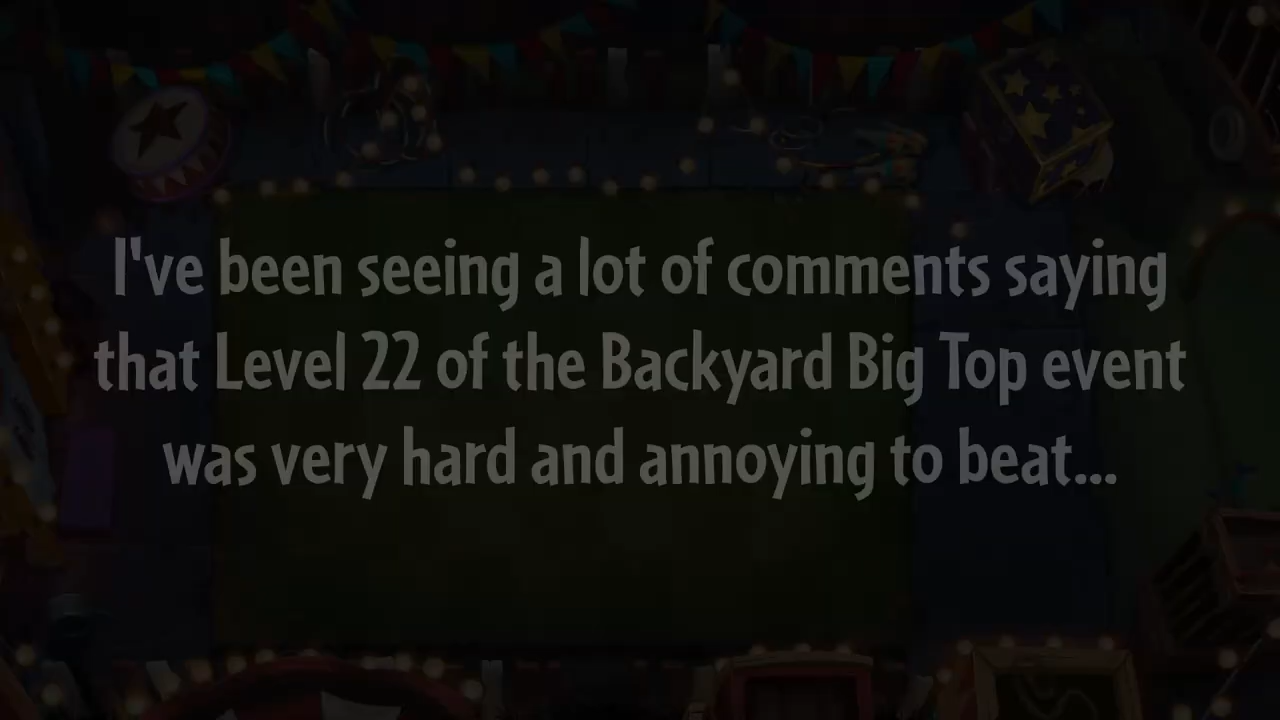 I've been seeing a lot of comments saying
that Level 22 of the Backyard Big Top event
was very hard and annoying to beat...